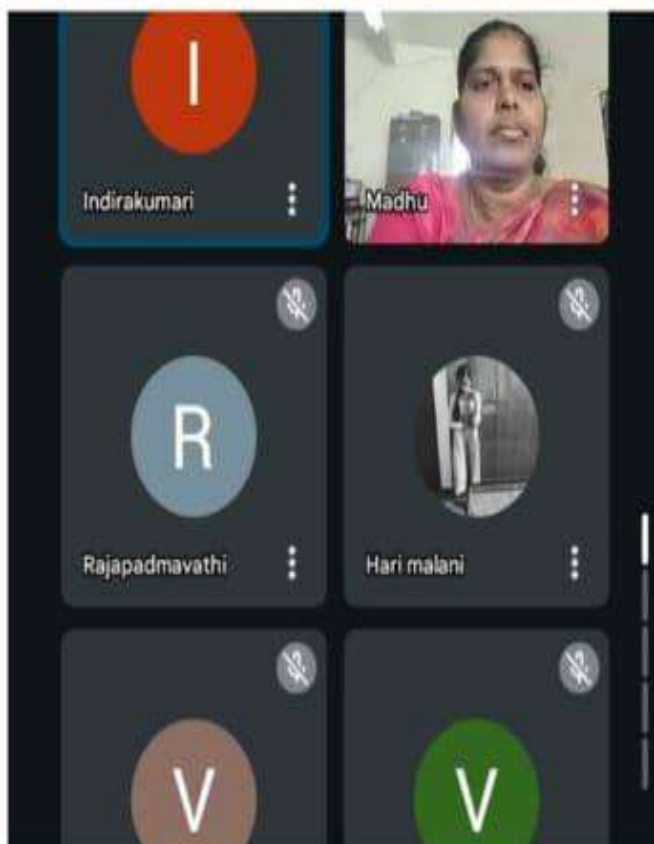 I
Indirakumari
Madhu
R
Rajapadmavathi
Hari malani
V
V